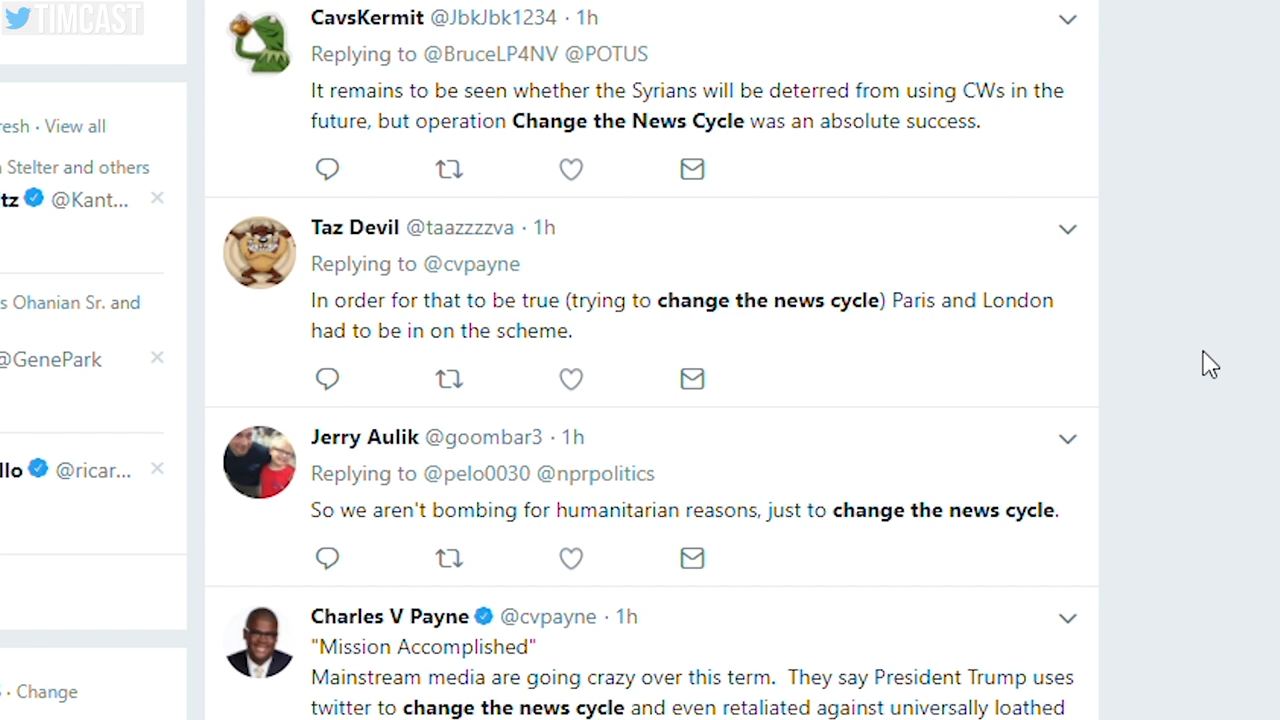 TIMCAST
CavsKermit @JbkJbk1234 · 1h
Replying to @BruceLP4NV @POTUS
It remains to be seen whether the Syrians will be deterred from using CWs in the
future, but operation Change the News Cycle was an absolute success.
resh · View all
Stelter and others
tz @Kant...
Taz Devil @taazzzzva · 1h
Replying to @cvpayne
In order for that to be true (trying to change the news cycle) Paris and London
had to be in on the scheme.
s Ohanian Sr. and
@GenePark
Jerry Aulik @goombar3 · 1h
Replying to @pelo0030 @nprpolitics
So we aren't bombing for humanitarian reasons, just to change the news cycle.
llo @ricar...
Charles V Payne @cvpayne · 1h
"Mission Accomplished"
Mainstream media are going crazy over this term. They say President Trump uses
twitter to change the news cycle and even retaliated against universally loathed
· Change